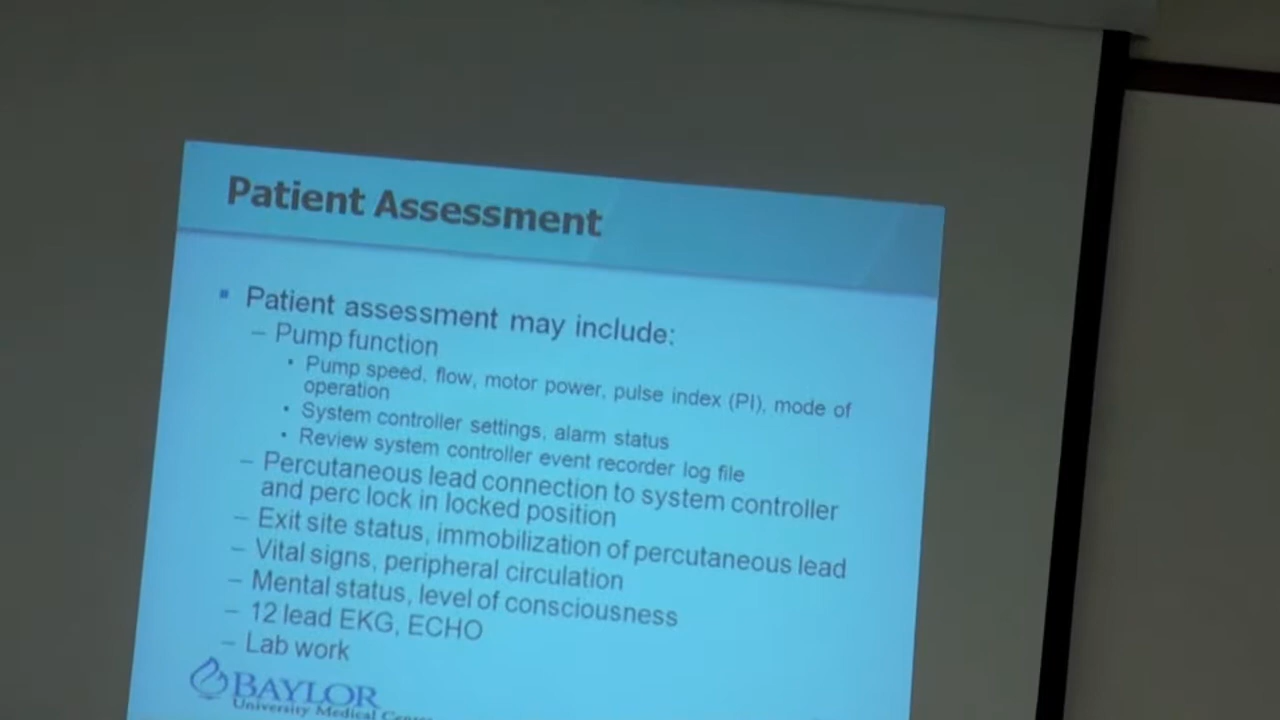 Patient Assessment
▪ Patient assessment may include:
– Pump function
• Pump speed, flow, motor power, pulse index (PI), mode of
operation
• System controller settings, alarm status
• Review system controller event recorder log file
– Percutaneous lead connection to system controller
and perc lock in locked position
– Exit site status, immobilization of percutaneous lead
– Vital signs, peripheral circulation
– Mental status, level of consciousness
– 12 lead EKG, ECHO
– Lab work
BAYLOR
University Medical